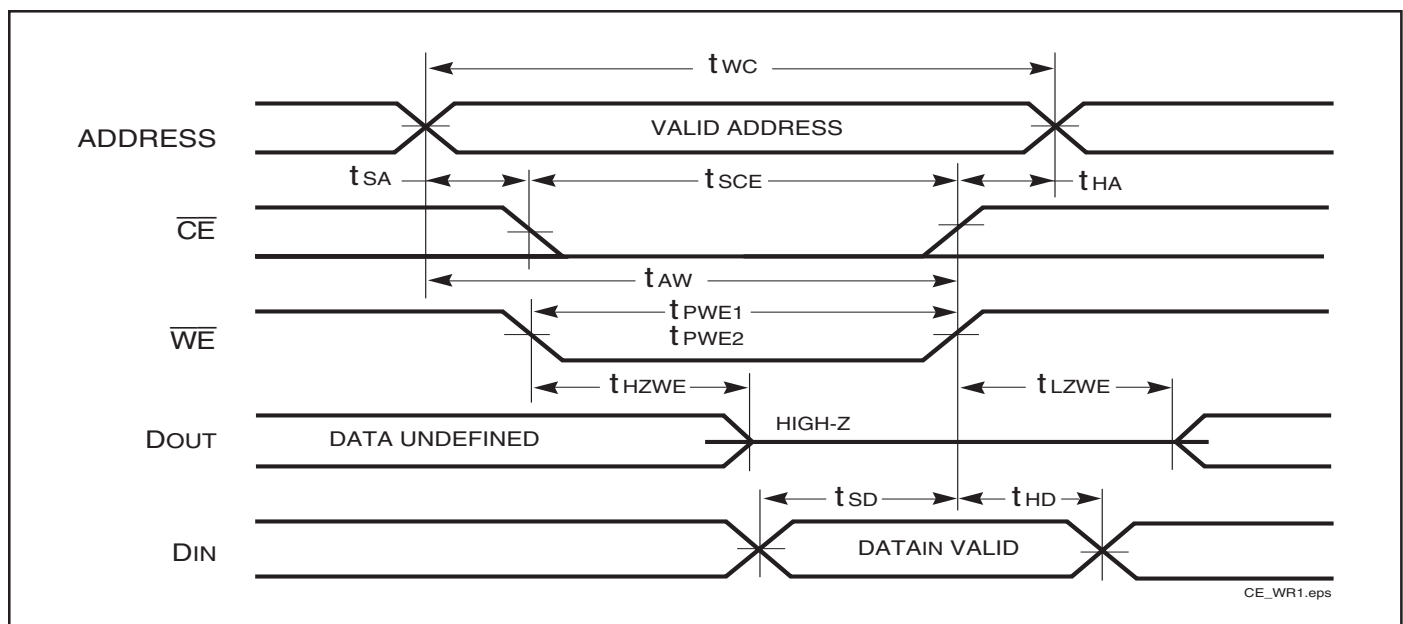 tWC
ADDRESS
VALID ADDRESS
tSA
tSCE
tHA
CE
tAW
WE
tPWE1
tPWE2
tHZWE
tLZWE
DOUT
DATA UNDEFINED
HIGH-Z
tSD
tHD
DIN
DATAIN VALID
CE_WR1.eps